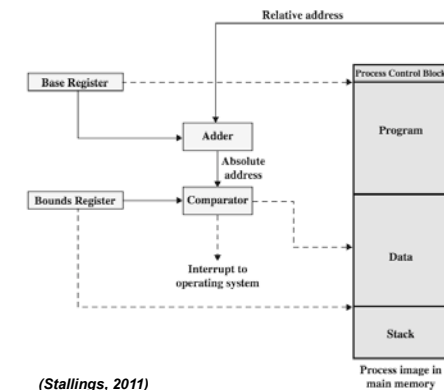 Relative address
Process Control Block
Base Register
Program
Adder
Absolute
address
Bounds Register
Comparator
Data
Interrupt to
operating system
Stack
Process image in
main memory
(Stallings, 2011)